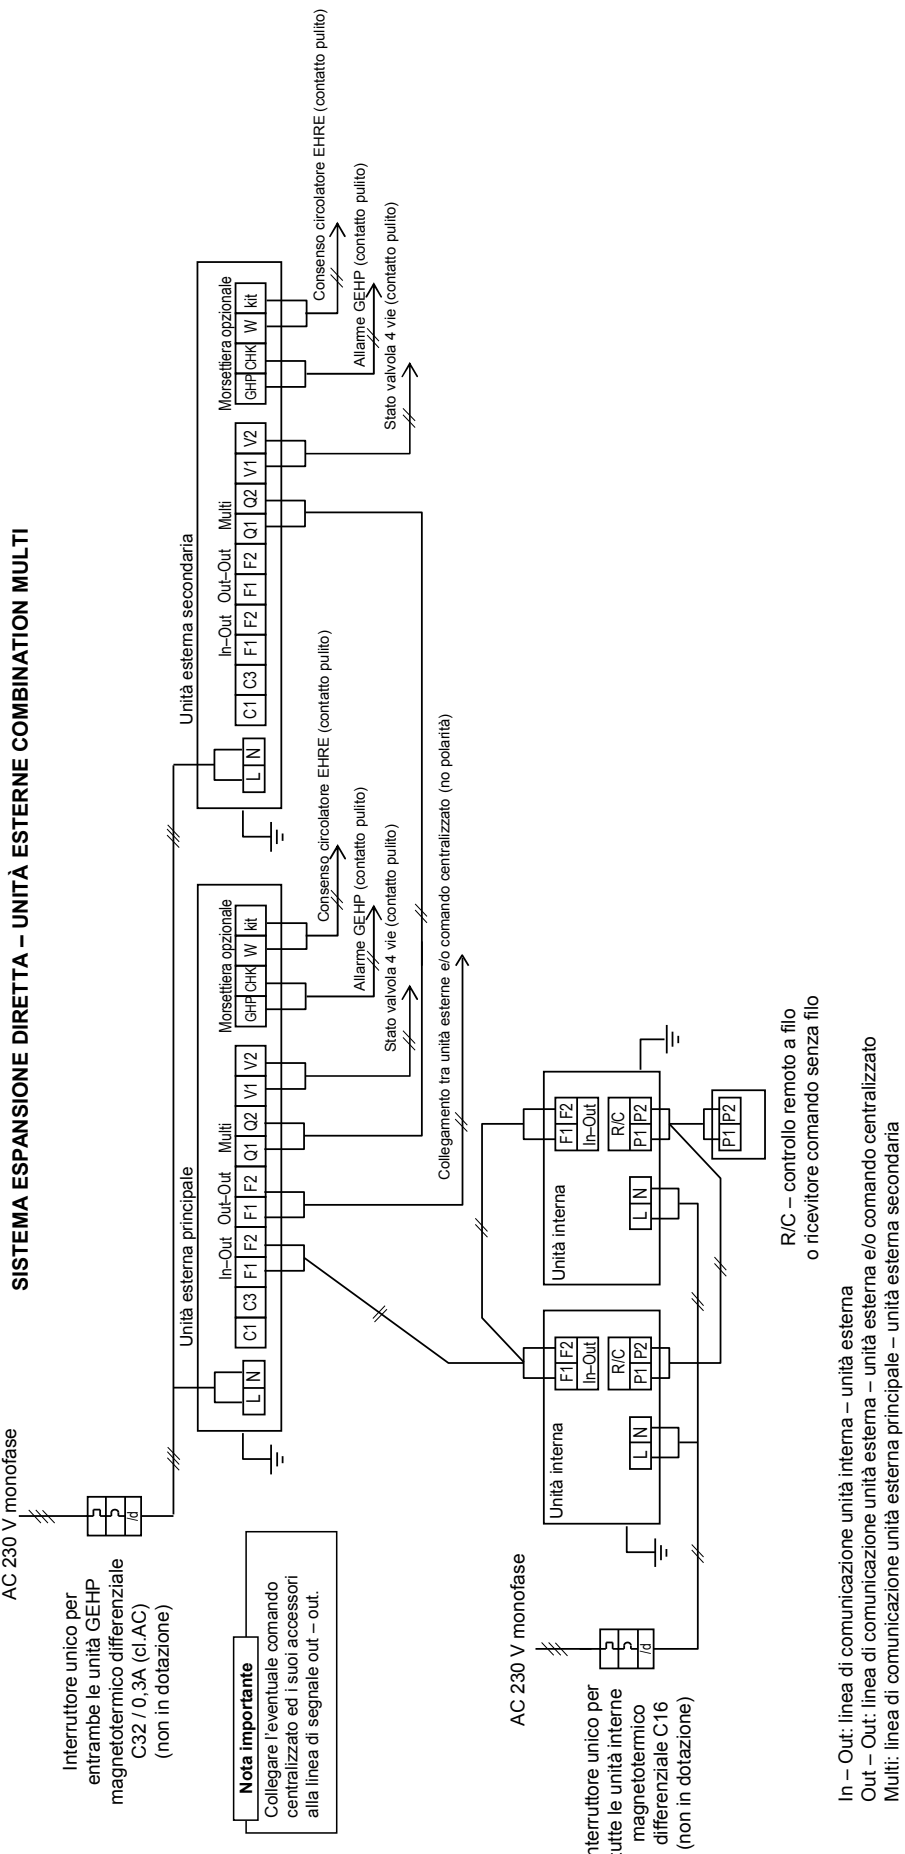 SISTEMA ESPANSIONE DIRETTA – UNITÀ ESTERNE COMBINATION MULTI
AC 230 V monofase
Interruttore unico per
entrambe le unità GEHP
magnetotermico differenziale
C32 / 0,3A (cl.AC)
(non in dotazione)
/d
Unità esterna principale
L N
In–Out Out–Out Multi Morsettiera opzionale
C1 C3 F1 F2 F1 F2 Q1 Q2 V1 V2 GHP CHK W kit
Consenso circolatore EHRE (contatto pulito)
Allarme GEHP (contatto pulito)
Stato valvola 4 vie (contatto pulito)
Collegamento tra unità esterne e/o comando centralizzato (no polarità)
Unità esterna secondaria
L N
In–Out Out–Out Multi Morsettiera opzionale
C1 C3 F1 F2 F1 F2 Q1 Q2 V1 V2 GHP CHK W kit
Consenso circolatore EHRE (contatto pulito)
Allarme GEHP (contatto pulito)
Stato valvola 4 vie (contatto pulito)
Nota importante
Collegare l'eventuale comando
centralizzato ed i suoi accessori
alla linea di segnale out – out.
AC 230 V monofase
unico per
le unità interne
magnetotermico
differenziale C16
(non in dotazione)
/d
Unità interna
F1 F2
In–Out
L N
R/C
P1 P2
Unità interna
F1 F2
In–Out
L N
R/C
P1 P2
P1 P2
R/C – controllo remoto a filo
o ricevitore comando senza filo
In – Out: linea di comunicazione unità interna – unità esterna
Out – Out: linea di comunicazione unità esterna – unità esterna e/o comando centralizzato
Multi: linea di comunicazione unità esterna principale – unità esterna secondaria